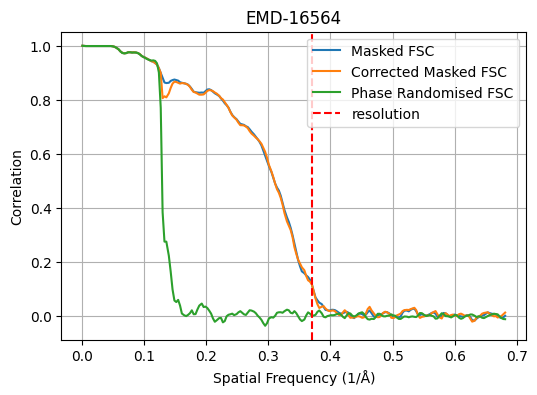 EMD-16564
1.0
0.8
0.6
0.4
0.2
0.0
Correlation
Masked FSC
Corrected Masked FSC
Phase Randomised FSC
resolution
0.0 0.1 0.2 0.3 0.4 0.5 0.6 0.7
Spatial Frequency (1/Å)